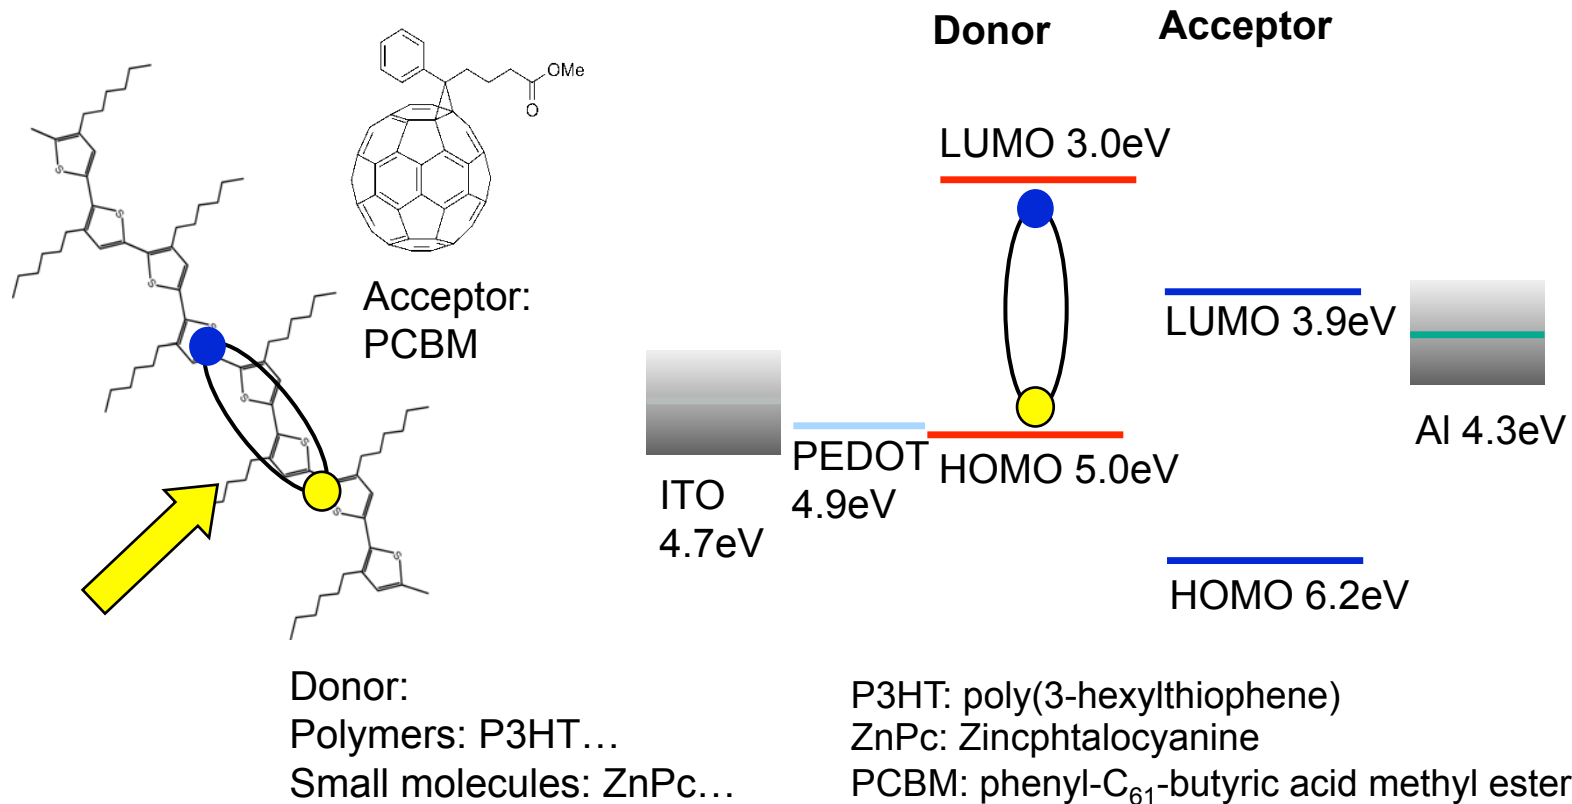 Donor
Acceptor
OMe
O
LUMO 3.0eV
Acceptor:
PCBM
LUMO 3.9eV
Al 4.3eV
PEDOT
4.9eV
HOMO 5.0eV
ITO
4.7eV
HOMO 6.2eV
S
S
S
S
S
S
S
S
Donor:
Polymers: P3HT…
Small molecules: ZnPc…
P3HT: poly(3-hexylthiophene)
ZnPc: Zincphtalocyanine
PCBM: phenyl-C61-butyric acid methyl ester